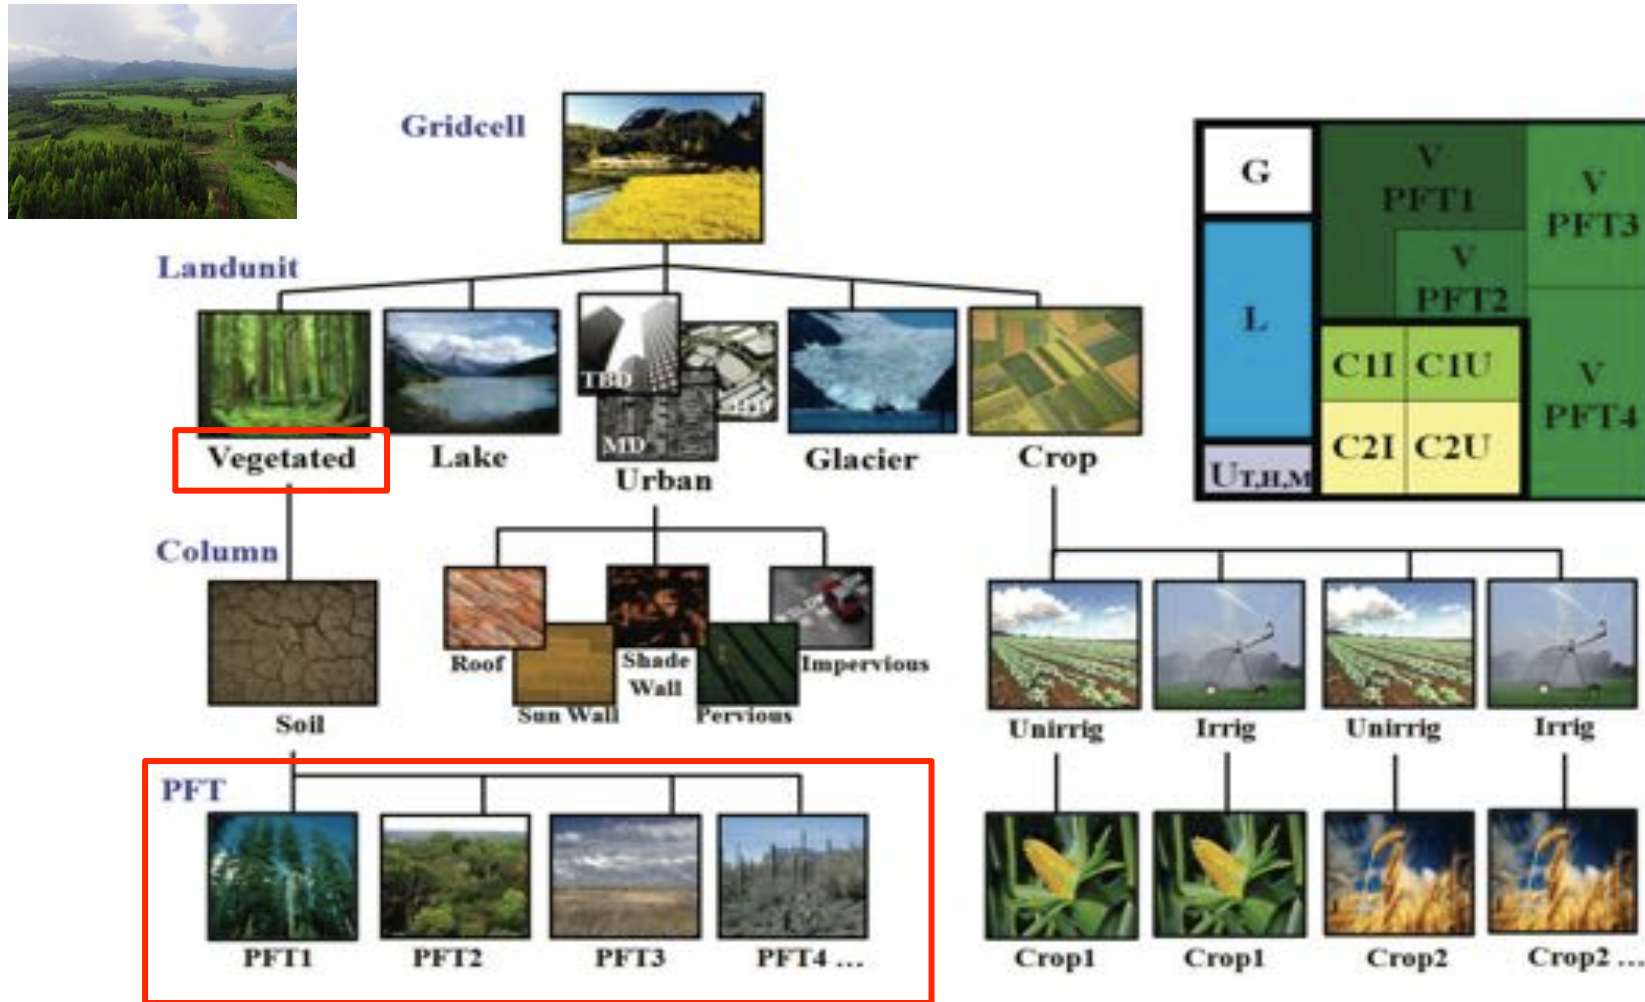 Gridcell
Landunit
TBD
MD
Vegetated
Lake
Urban
Glacier
Crop
G
L
UT,H,M
V
PFT1
V
PFT2
V
PFT3
V
PFT4
C1I
C1U
C2I
C2U
Column
Soil
Roof
Sun Wall
Shade
Wall
Pervious
Impervious
Unirrig
Irrig
Unirrig
Irrig
PFT
PFT1
PFT2
PFT3
PFT4 ...
Crop1
Crop1
Crop2
Crop2 ...